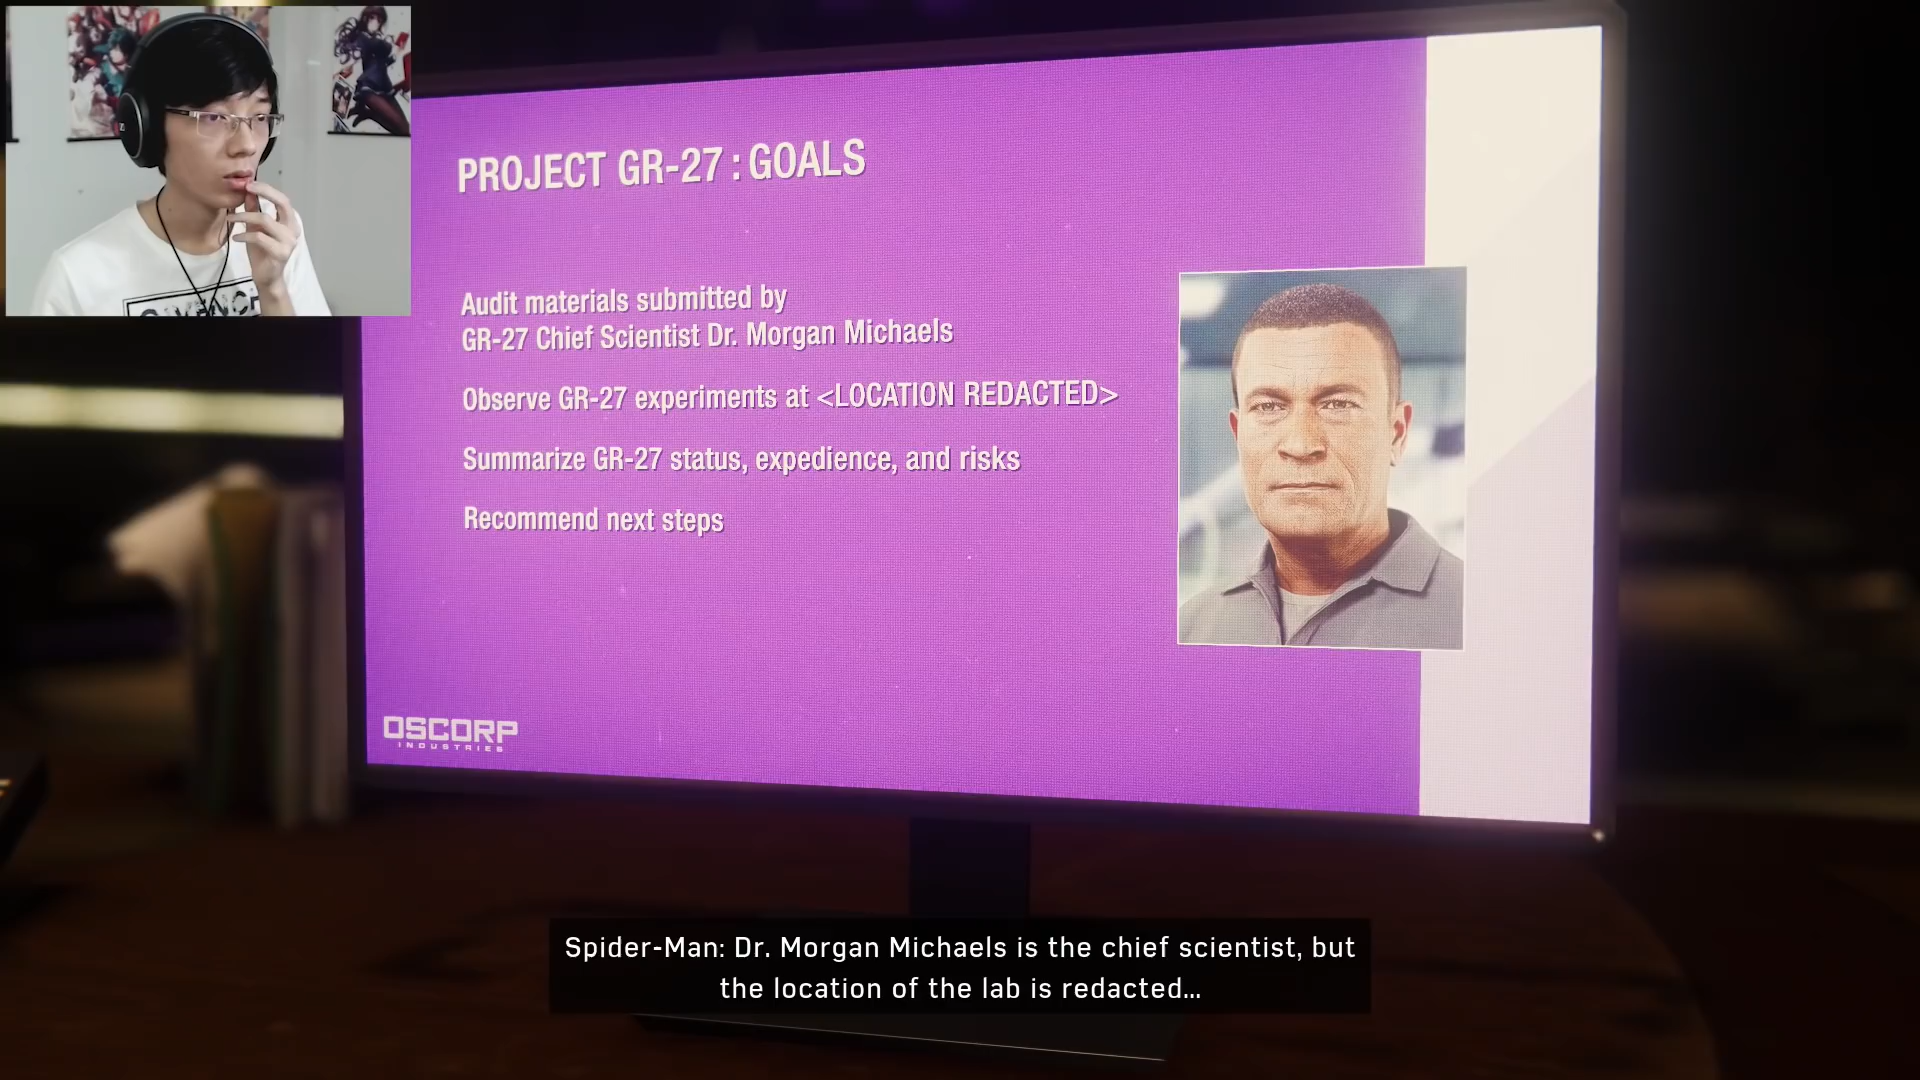 PROJECT GR-27 : GOALS
Audit materials submitted by
GR-27 Chief Scientist Dr. Morgan Michaels
Observe GR-27 experiments at <LOCATION REDACTED>
Summarize GR-27 status, expedience, and risks
Recommend next steps
OSCORP
INDUSTRIES
Spider-Man: Dr. Morgan Michaels is the chief scientist, but
the location of the lab is redacted...